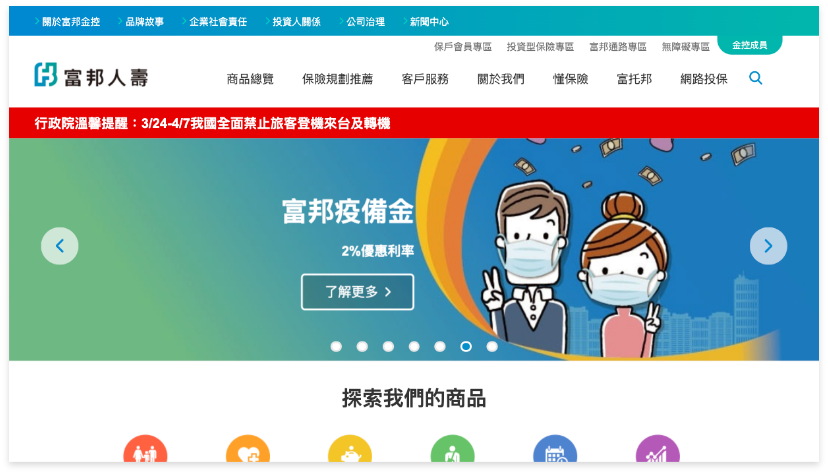 關於富邦金控 品牌故事 企業社會責任 投資人關係 公司治理 新聞中心
保戶會員專區 投資型保險專區 富邦通路專區 無障礙專區 金控成員
富邦人壽 商品總覽 保險規劃推薦 客戶服務 關於我們 懂保險 富托邦 網路投保
行政院溫馨提醒：3/24-4/7我國全面禁止旅客登機來台及轉機
富邦疫備金
2%優惠利率
了解更多
探索我們的商品